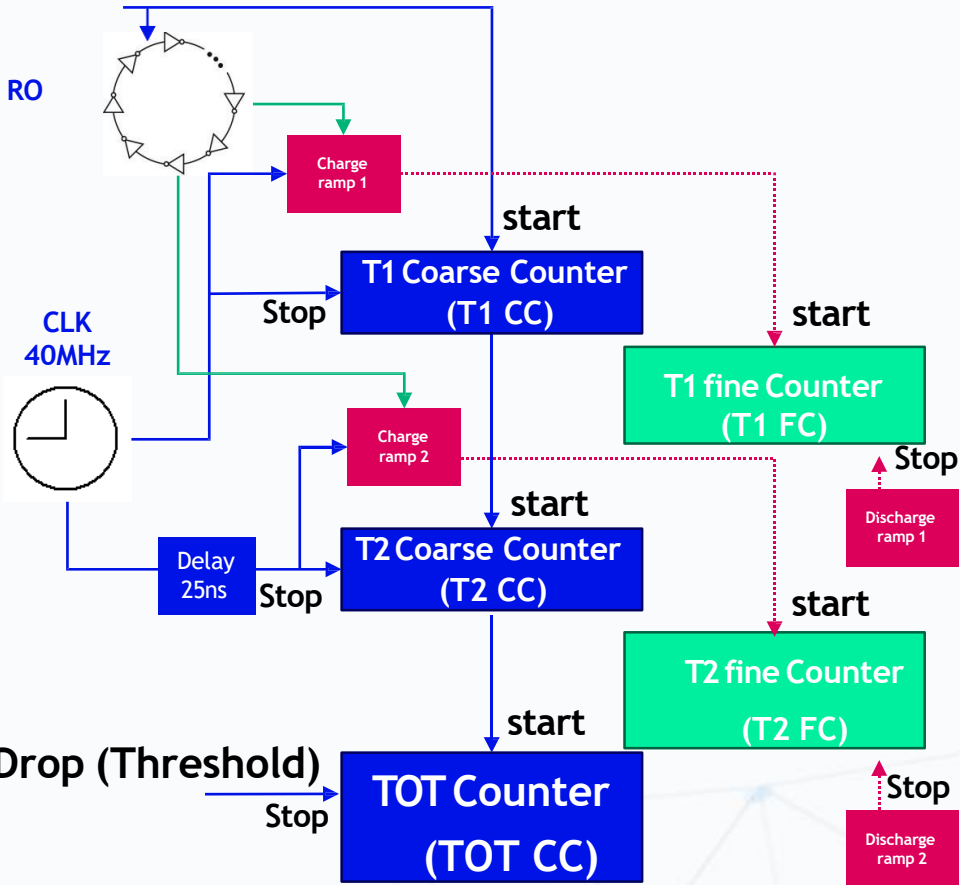 RO
Charge
ramp 1
start
T1 Coarse Counter
(T1 CC)
Stop
CLK
40MHz
start
T1 fine Counter
(T1 FC)
Charge
ramp 2
Stop
Discharge
ramp 1
start
T2 Coarse Counter
(T2 CC)
Delay
25ns
Stop
start
T2 fine Counter
(T2 FC)
start
Drop (Threshold)
Stop
TOT Counter
(TOT CC)
Stop
Discharge
ramp 2